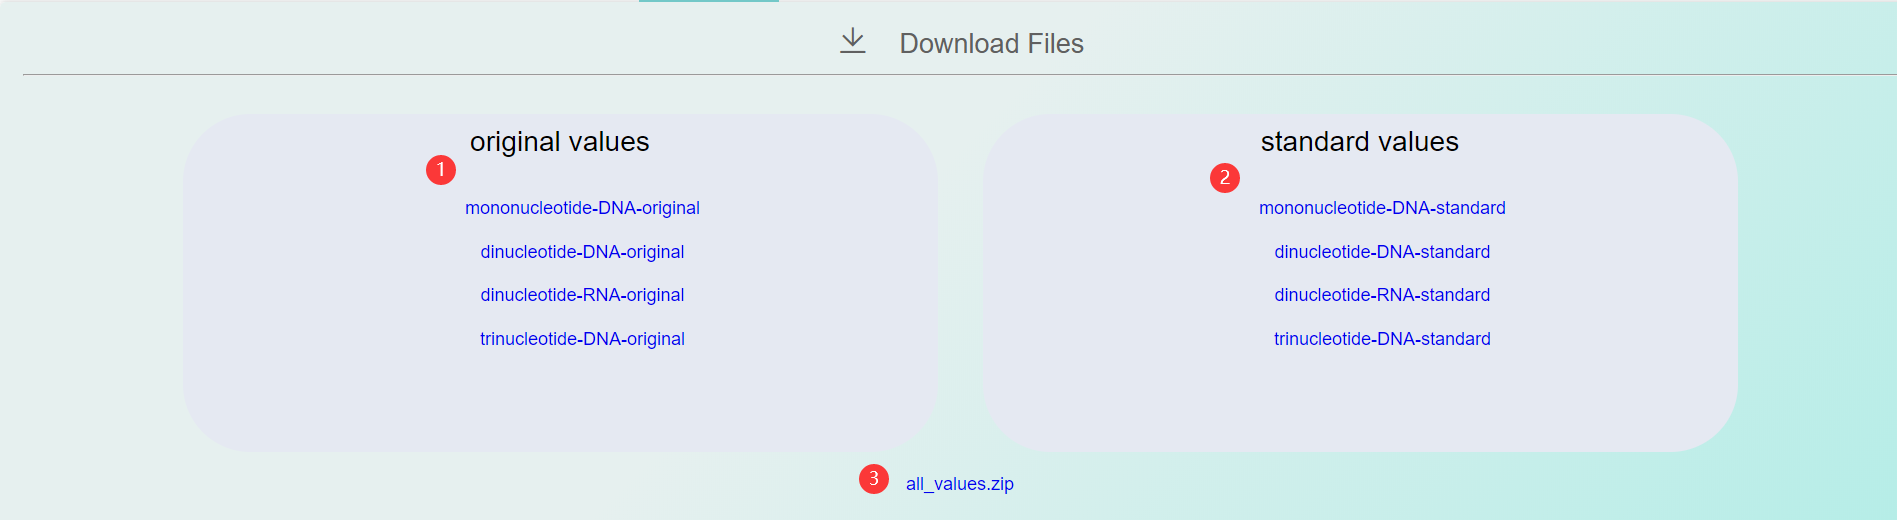 Download Files
original values
1
mononucleotide-DNA-original
dinucleotide-DNA-original
dinucleotide-RNA-original
trinucleotide-DNA-original
standard values
2
mononucleotide-DNA-standard
dinucleotide-DNA-standard
dinucleotide-RNA-standard
trinucleotide-DNA-standard
3 all_values.zip